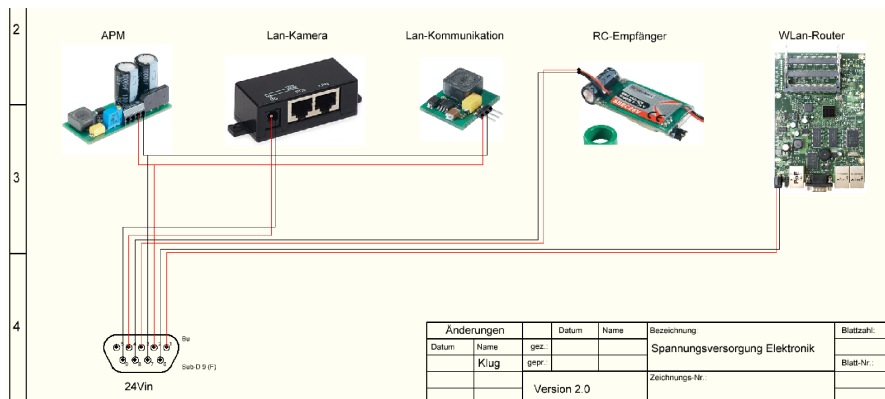 2
3
4
APM
Lan-Kamera
Lan-Kommunikation
RC-Empfänger
WLan-Router
Bu
Sub-D 9 (F)
24Vin
Änderungen
Datum
Name
Bezeichnung:
Blattzahl:
Datum
Name
gez.:
Spannungsversorgung Elektronik
Klug
gepr.:
Blatt-Nr.:
Version 2.0
Zeichnungs-Nr.: